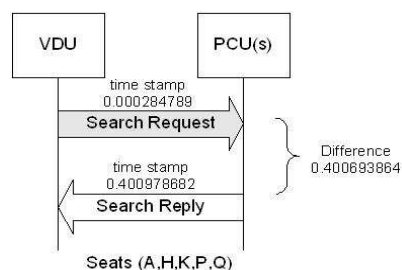 VDU
PCU(s)
time stamp
0.000284789
Search Request
Difference
0.400693864
time stamp
0.400978682
Search Reply
Seats (A,H,K,P,Q)